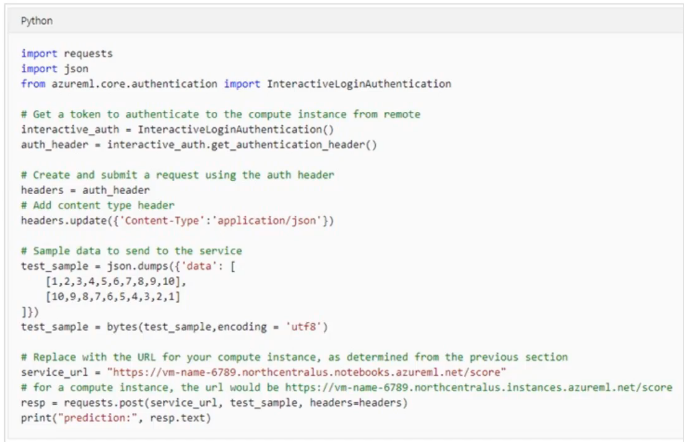 Python
import requests
import json
from azureml.core.authentication import InteractiveLoginAuthentication
# Get a token to authenticate to the compute instance from remote
interactive_auth = InteractiveLoginAuthentication()
auth_header = interactive_auth.get_authentication_header()
# Create and submit a request using the auth header
headers = auth_header
# Add content type header
headers.update({'Content-Type':'application/json'})
# Sample data to send to the service
test_sample = json.dumps({'data': [
    [1,2,3,4,5,6,7,8,9,10],
    [10,9,8,7,6,5,4,3,2,1]
]})
test_sample = bytes(test_sample,encoding = 'utf8')
# Replace with the URL for your compute instance, as determined from the previous section
service_url = "https://vm-name-6789.northcentralus.notebooks.azureml.net/score"
# for a compute instance, the url would be https://vm-name-6789.northcentralus.instances.azureml.net/score
resp = requests.post(service_url, test_sample, headers=headers)
print("prediction:", resp.text)